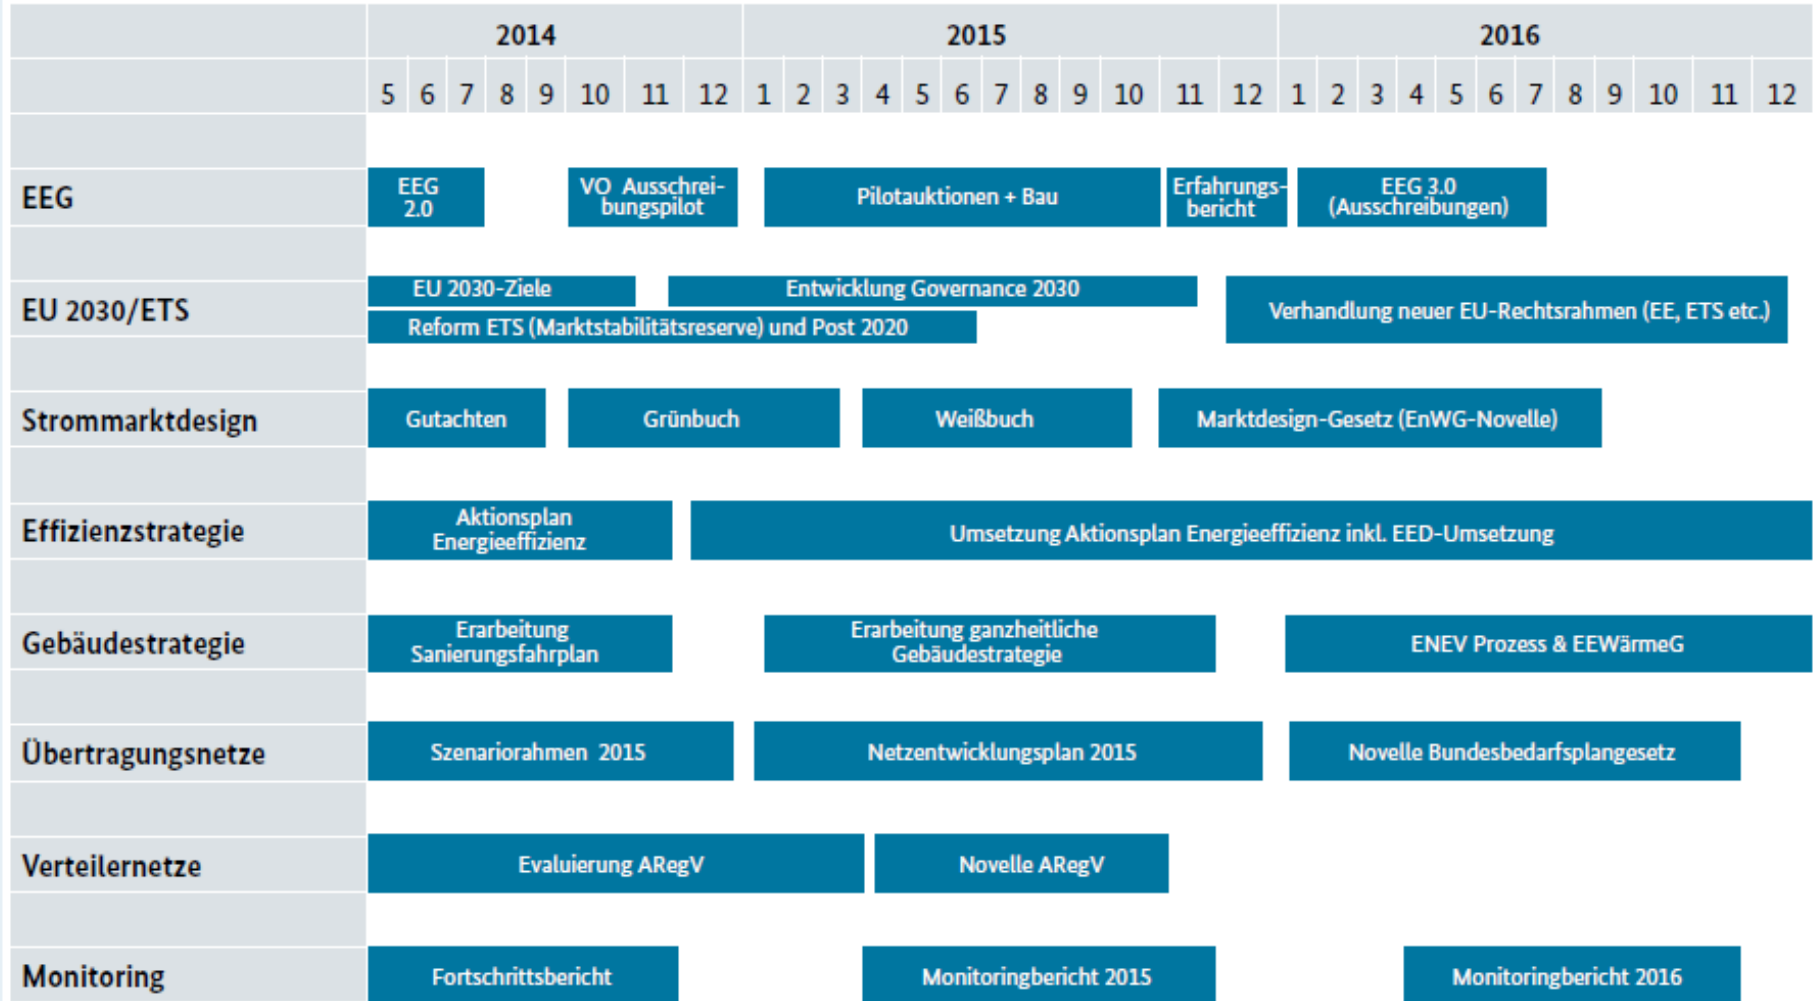 2014 2015 2016
5 6 7 8 9 10 11 12 1 2 3 4 5 6 7 8 9 10 11 12 1 2 3 4 5 6 7 8 9 10 11 12
EEG
EEG
2.0
VO Ausschrei-
bungspilot
Pilotauktionen + Bau
Erfahrungs-
bericht
EEG 3.0
(Ausschreibungen)
EU 2030/ETS
EU 2030-Ziele
Entwicklung Governance 2030
Reform ETS (Marktstabilitätsreserve) und Post 2020
Verhandlung neuer EU-Rechtsrahmen (EE, ETS etc.)
Strommarktdesign
Gutachten
Grünbuch
Weißbuch
Marktdesign-Gesetz (EnWG-Novelle)
Effizienzstrategie
Aktionsplan
Energieeffizienz
Umsetzung Aktionsplan Energieeffizienz inkl. EED-Umsetzung
Gebäudestrategie
Erarbeitung
Sanierungsfahrplan
Erarbeitung ganzheitliche
Gebäudestrategie
ENEV Prozess & EEWärmeG
Übertragungsnetze
Szenariorahmen 2015
Netzentwicklungsplan 2015
Novelle Bundesbedarfsplangesetz
Verteilernetze
Evaluierung ARegV
Novelle ARegV
Monitoring
Fortschrittsbericht
Monitoringbericht 2015
Monitoringbericht 2016